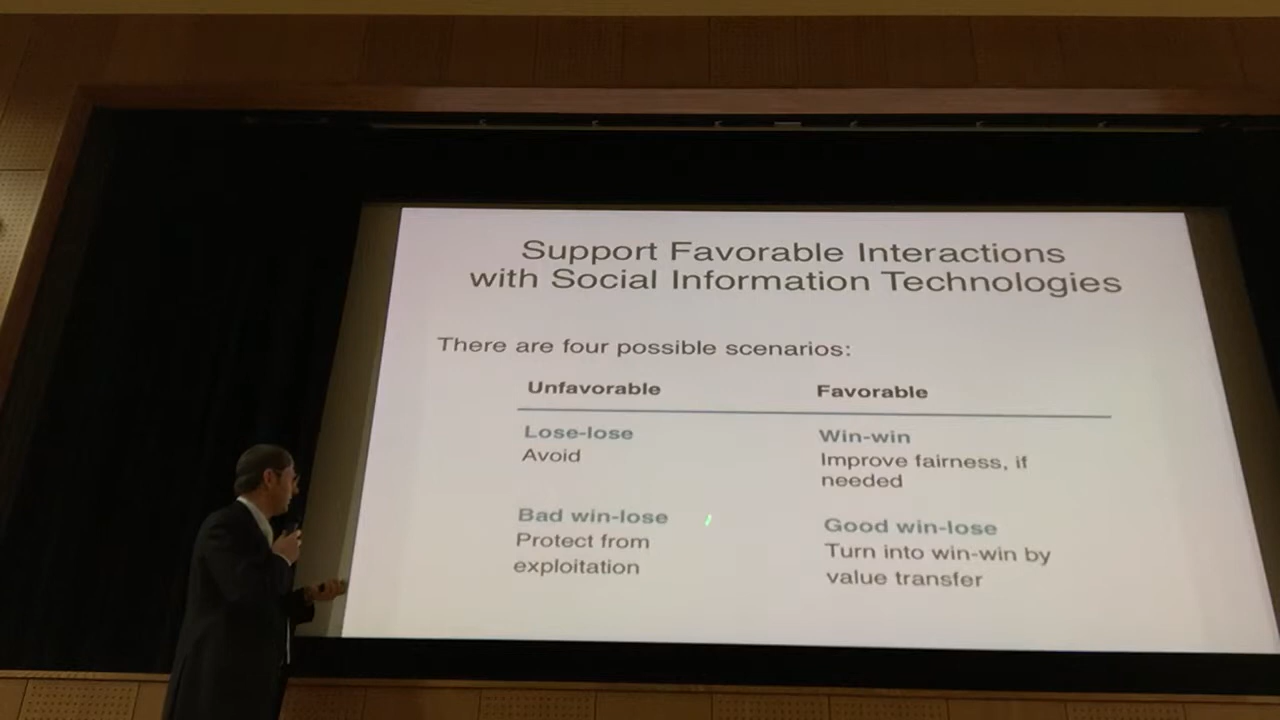 Support Favorable Interactions
with Social Information Technologies
There are four possible scenarios:
Unfavorable
Favorable
Lose-lose
Avoid
Win-win
Improve fairness, if
needed
Bad win-lose
Protect from
exploitation
Good win-lose
Turn into win-win by
value transfer